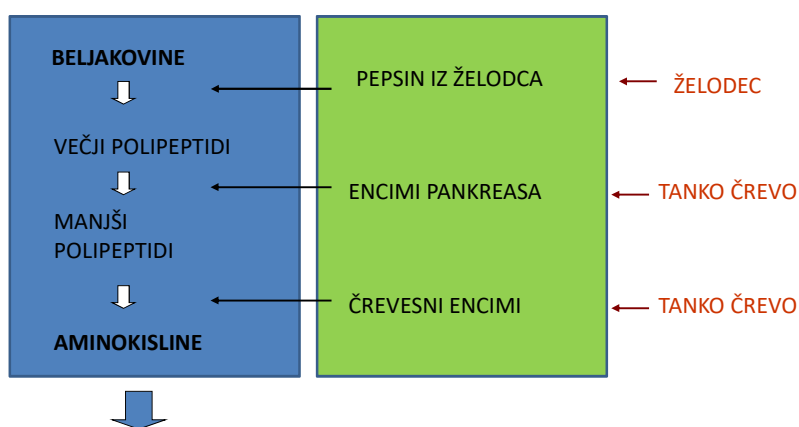 BELJAKOVINE
PEPSIN IZ ŽELODCA
ŽELODEC
VEČJI POLIPEPTIDI
ENCIMI PANKREASA
TANKO ČREVO
MANJŠI
POLIPEPTIDI
ČREVESNI ENCIMI
TANKO ČREVO
AMINOKISLINE